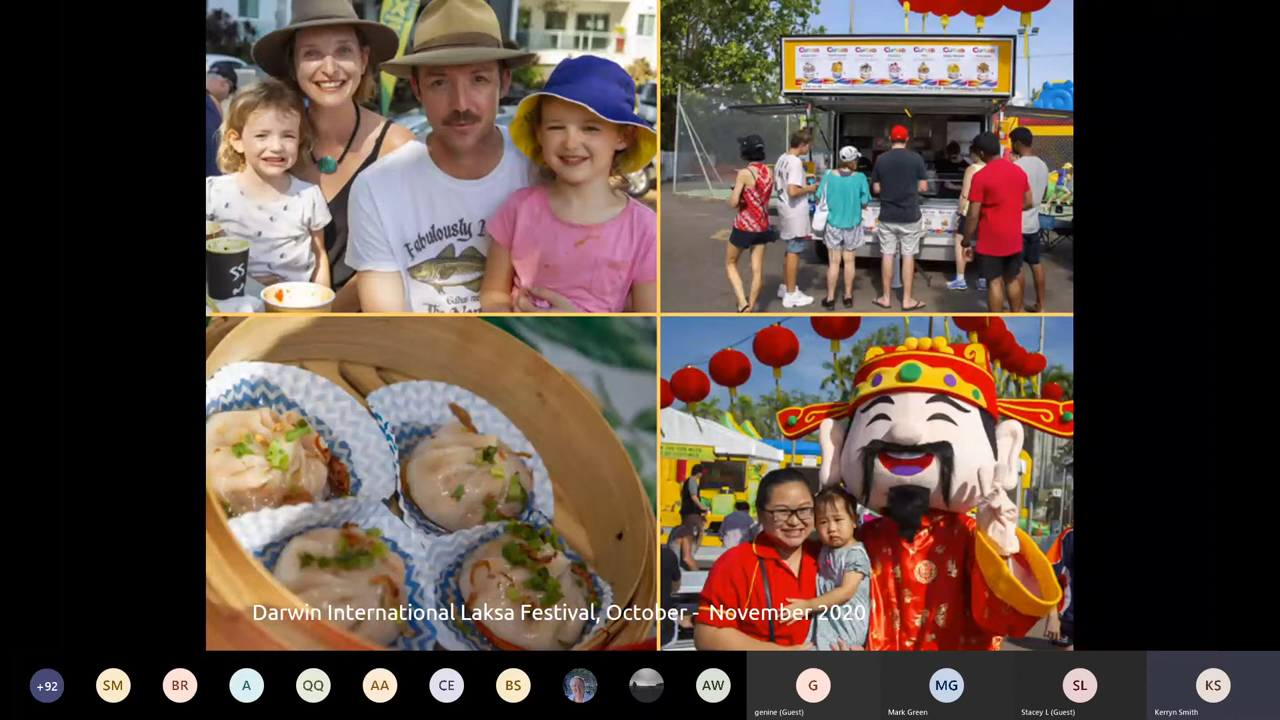 Fabulously
Darwin International Laksa Festival, October - November 2020
+92
SM
BR
A
QQ
AA
CE
BS
AW
G
MG
SL
KS
genine (Guest)
Mark Green
Stacey L (Guest)
Kerryn Smith